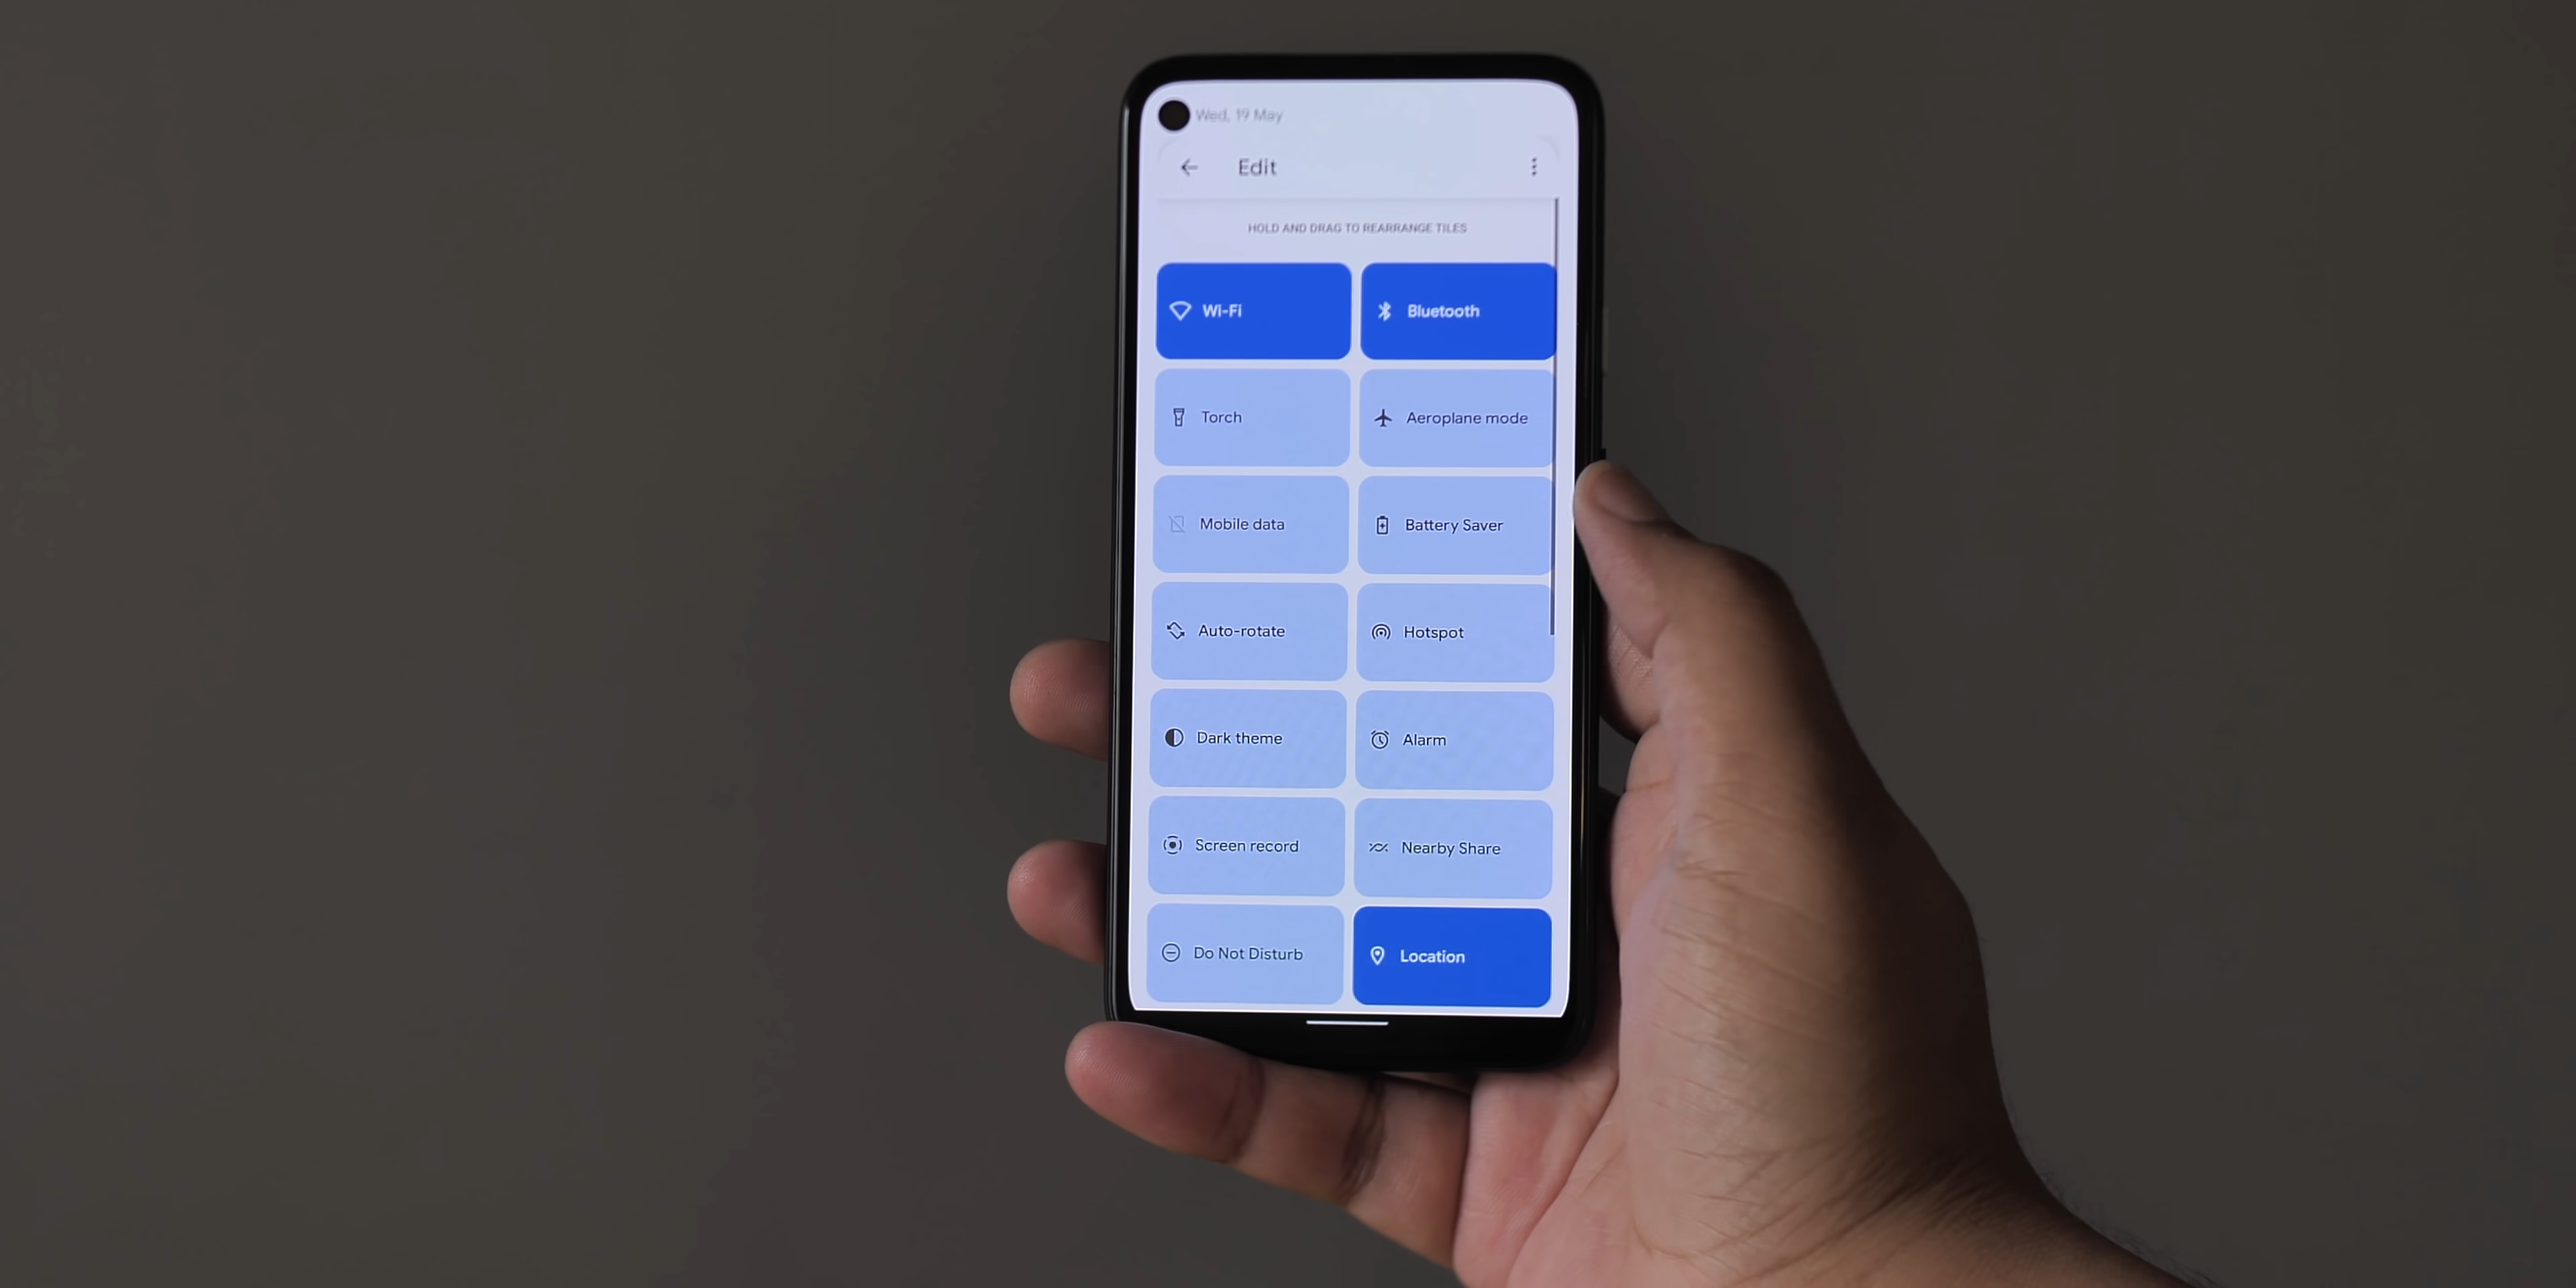 Wed, 19 May
Edit
HOLD AND DRAG TO REARRANGE TILES
Wi-Fi
Bluetooth
Torch
Aeroplane mode
Mobile data
Battery Saver
Auto-rotate
Hotspot
Dark theme
Alarm
Screen record
Nearby Share
Do Not Disturb
Location